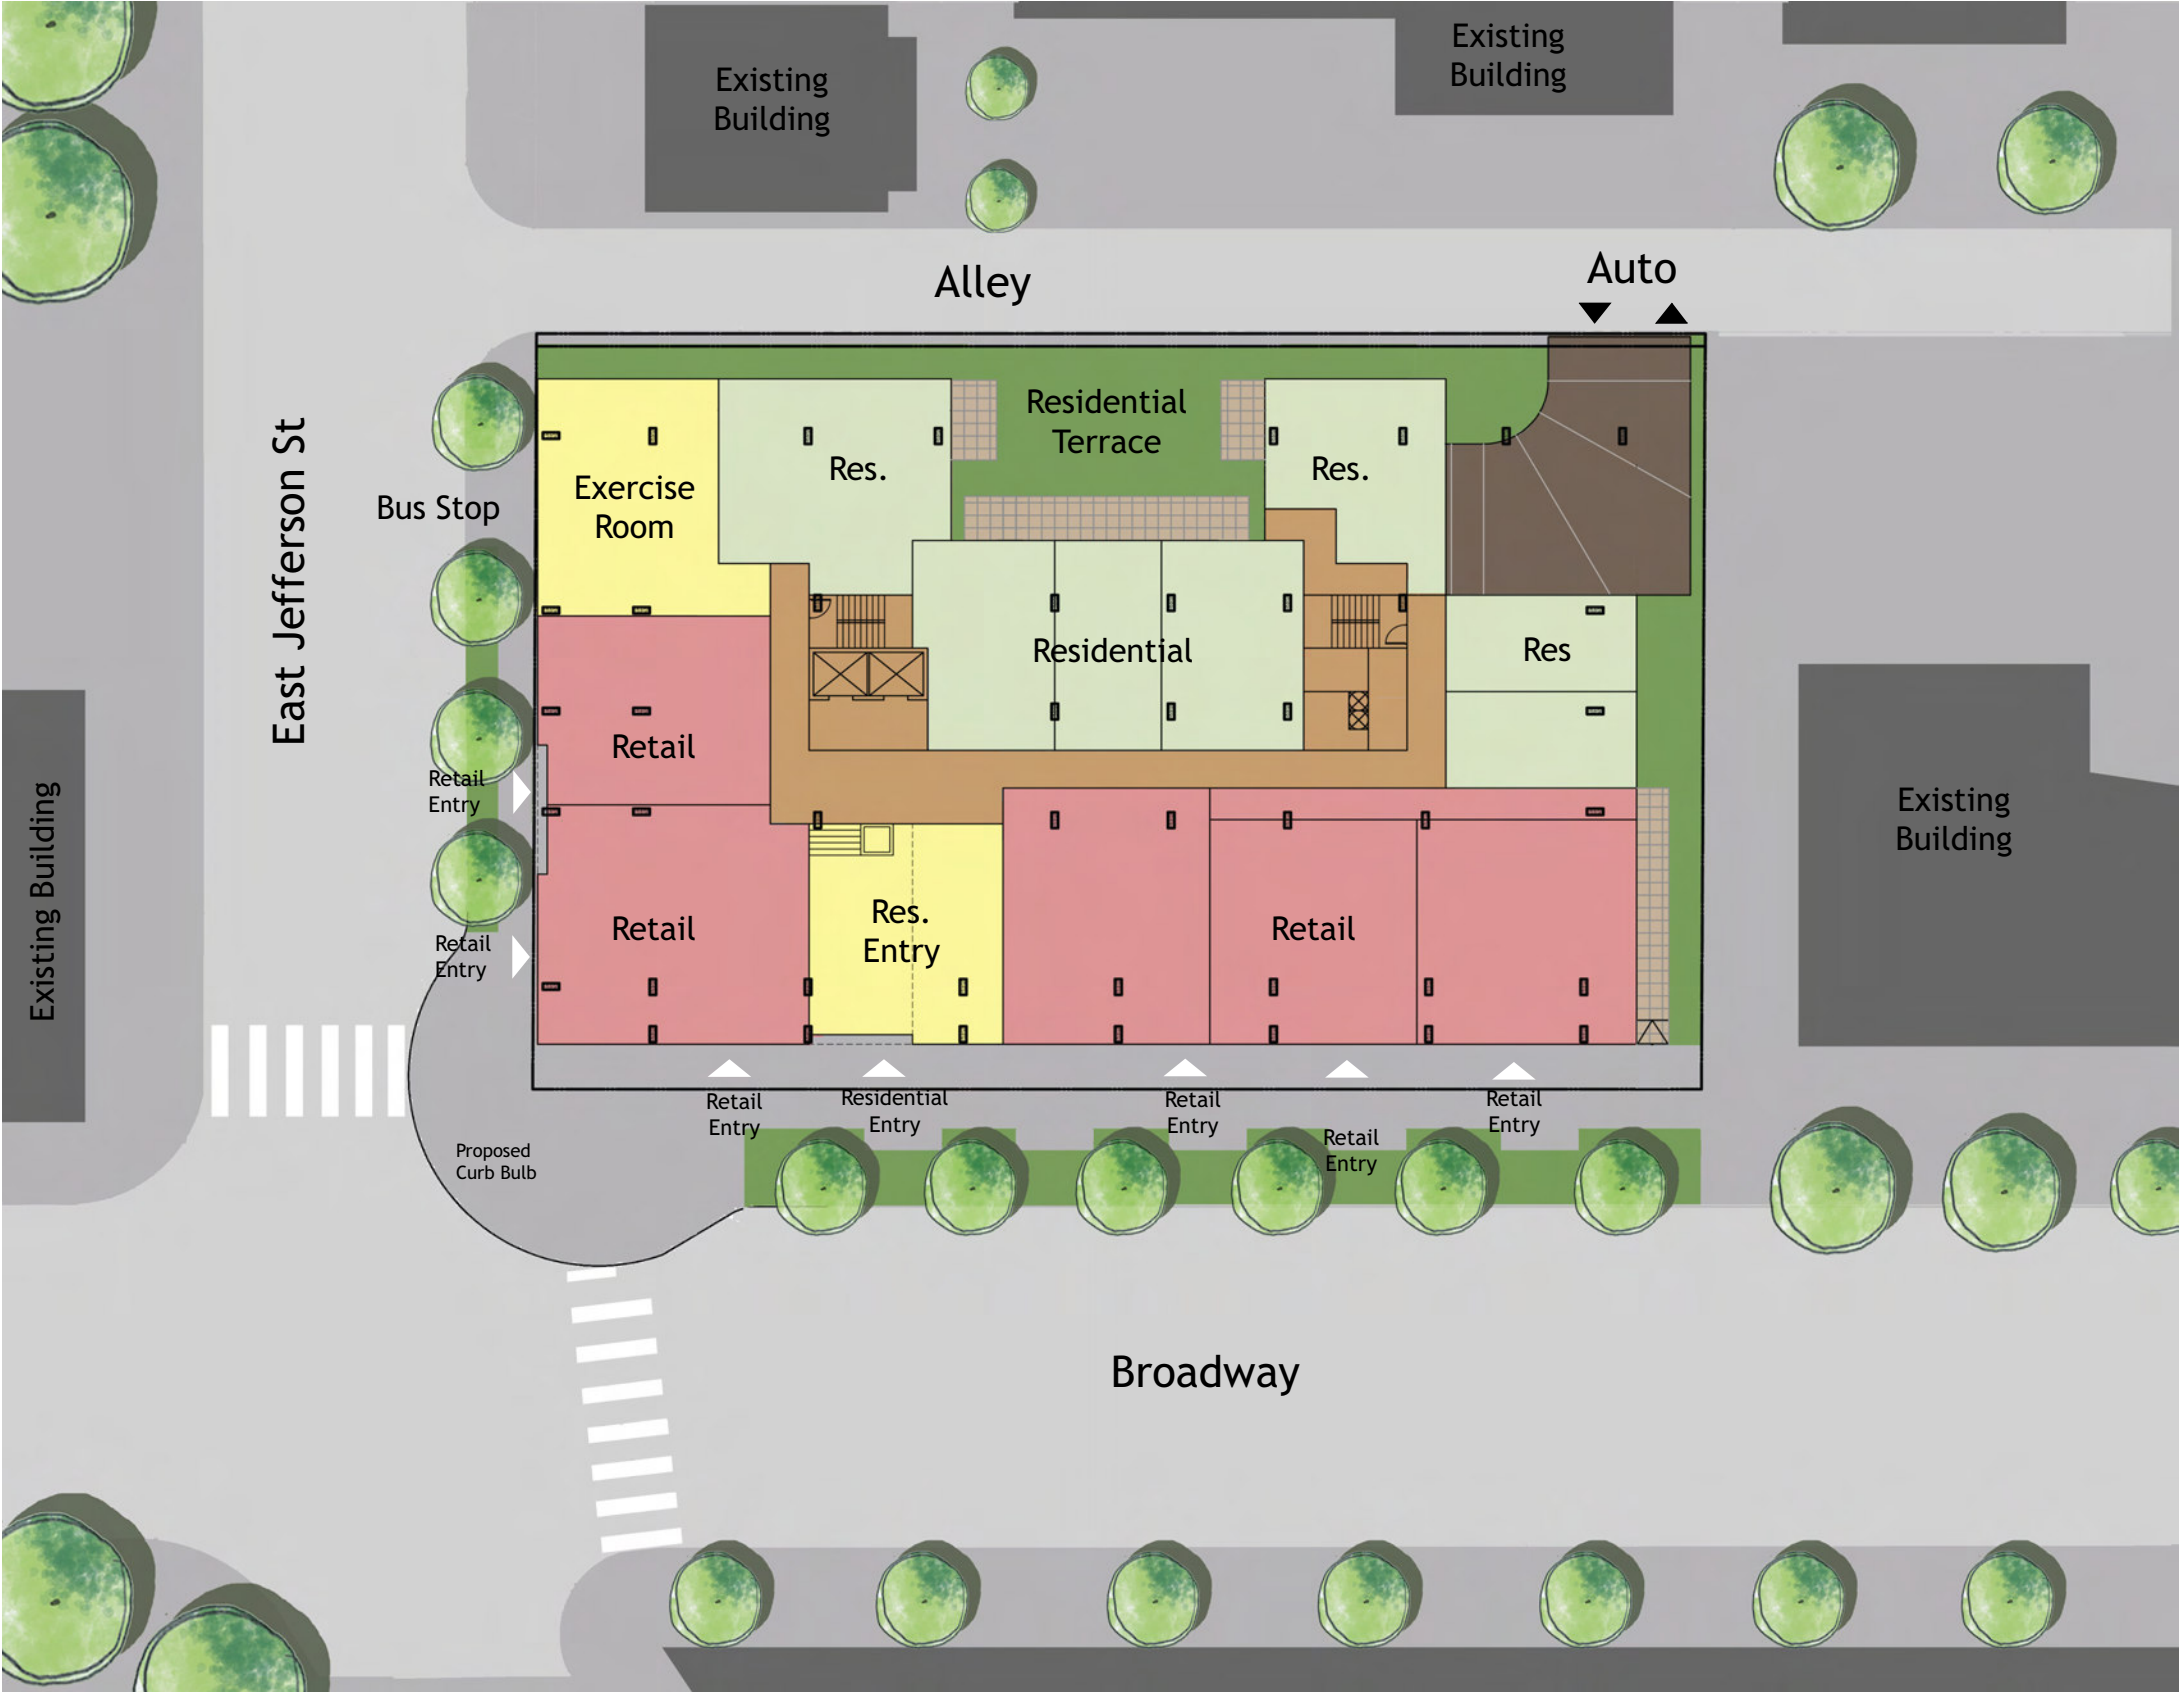 Existing
Building
Existing
Building
Alley
Auto
East Jefferson St
Bus Stop
Exercise
Room
Res.
Residential
Terrace
Res.
Residential
Res
Retail
Retail
Entry
Existing Building
Existing
Building
Retail
Res.
Entry
Retail
Retail
Entry
Retail
Entry
Residential
Entry
Retail
Entry
Retail
Entry
Retail
Entry
Proposed
Curb Bulb
Broadway